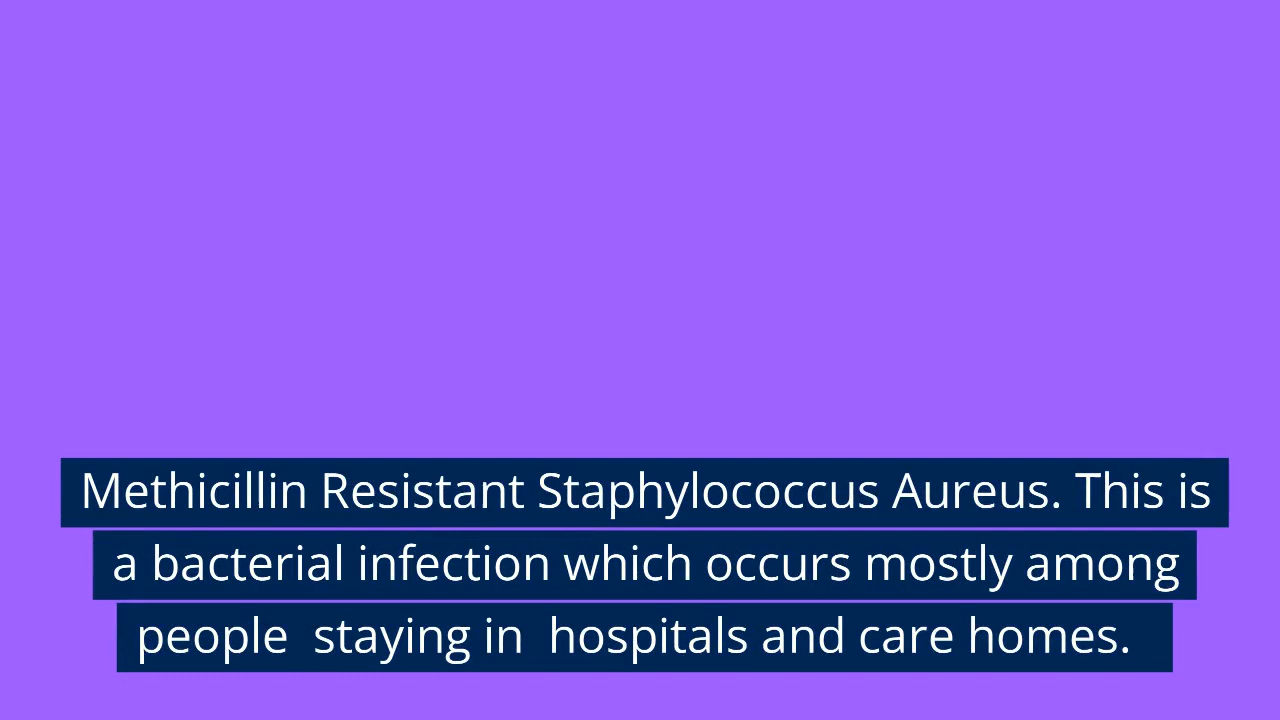 Methicillin Resistant Staphylococcus Aureus. This is
a bacterial infection which occurs mostly among
people  staying in  hospitals and care homes.